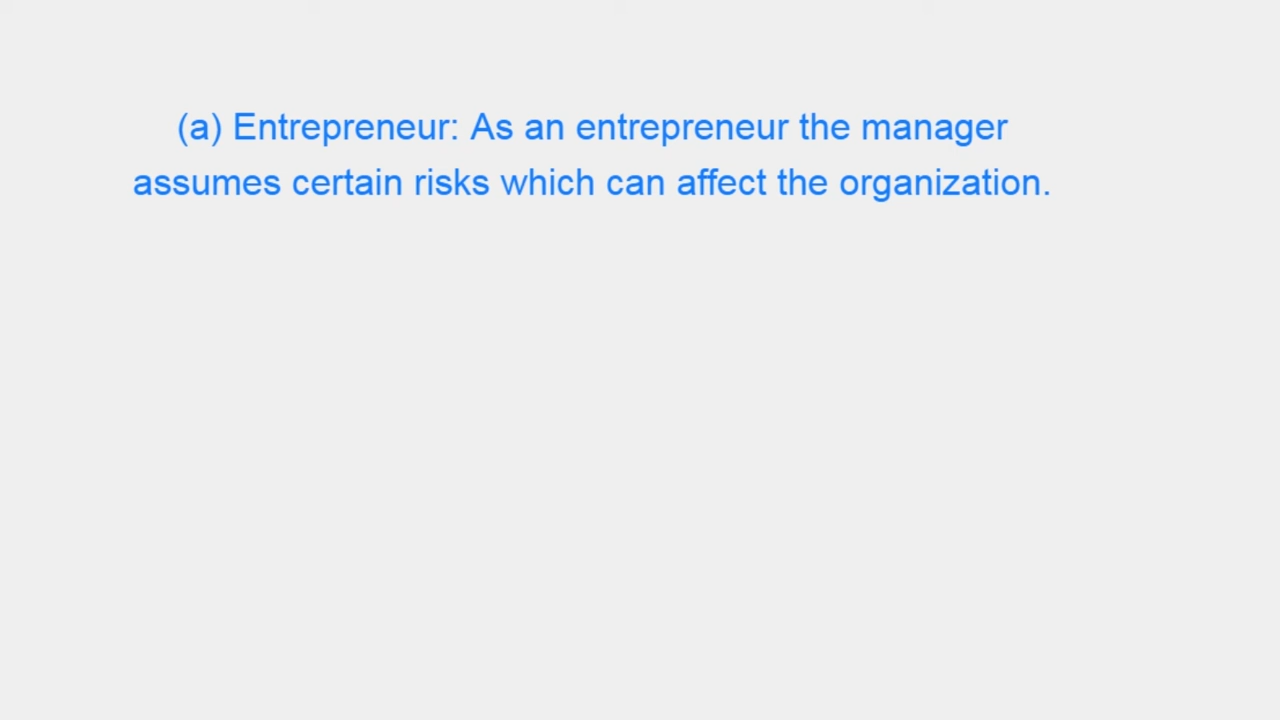 (a) Entrepreneur: As an entrepreneur the manager
assumes certain risks which can affect the organization.